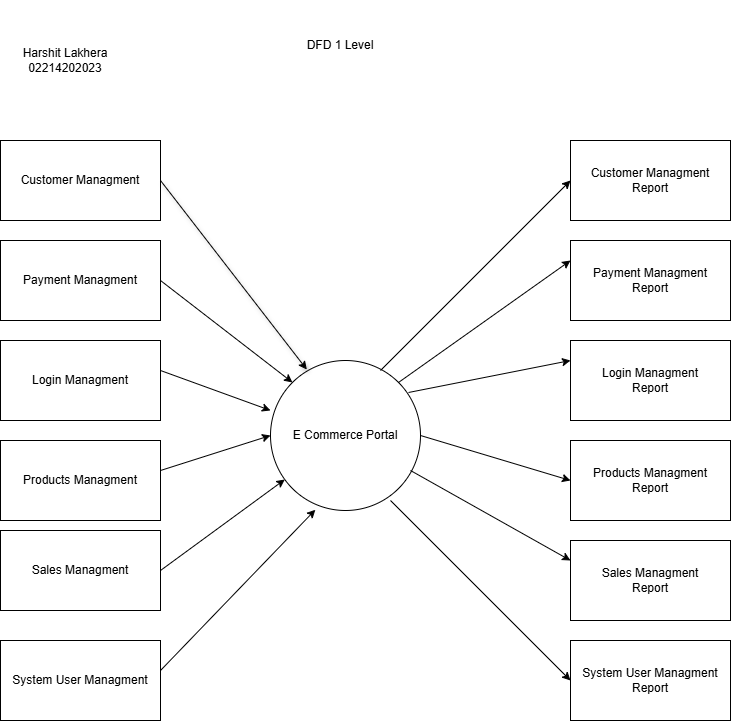 Harshit Lakhera
02214202023
DFD 1 Level
Customer Managment
Payment Managment
Login Managment
Products Managment
Sales Managment
System User Managment
E Commerce Portal
Customer Managment
Report
Payment Managment
Report
Login Managment
Report
Products Managment
Report
Sales Managment
Report
System User Managment
Report